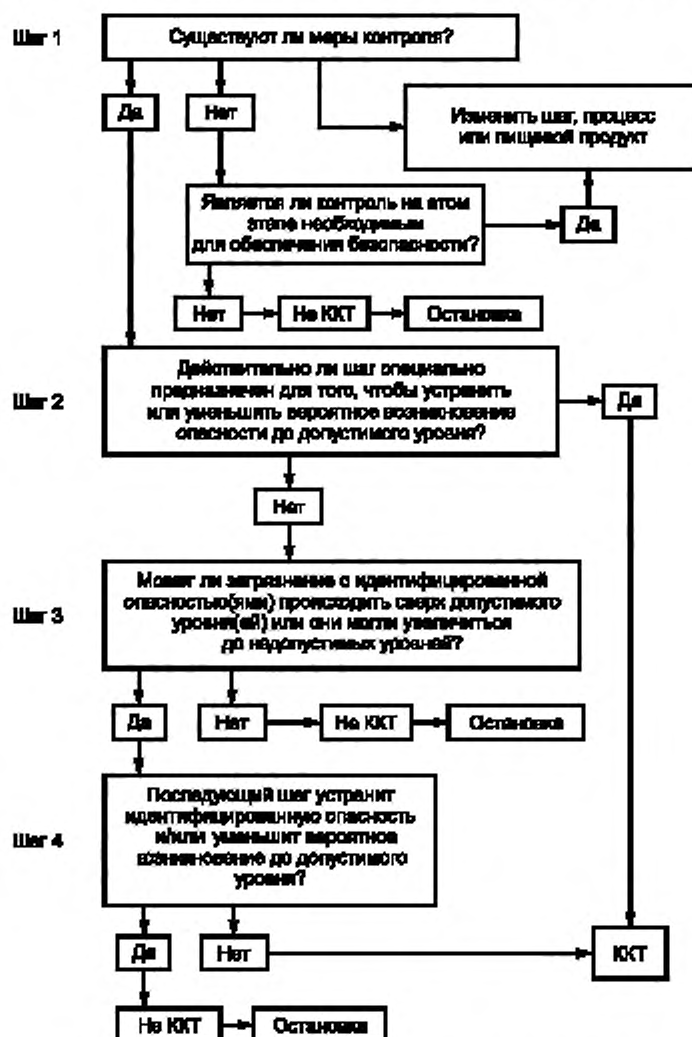 Шаг 1
Существуют ли меры контроля?
Да
Нет
Изменить шаг, процесс
или пищевой продукт
Является ли контроль на этом
этапе необходимым
для обеспечения безопасности?
Да
Нет
Не ККТ
Остановка
Шаг 2
Действительно ли шаг специально
предназначен для того, чтобы устранить
или уменьшить вероятное возникновение
опасности до допустимого уровня?
Да
Нет
Шаг 3
Может ли загрязнение с идентифицированной
опасностью(ями) происходить сверх допустимого
уровня(ей) или они могли увеличиться
до недопустимых уровней?
Да
Нет
Не ККТ
Остановка
Шаг 4
Последующий шаг устранит
идентифицированную опасность
и/или уменьшит вероятное
возникновение до допустимого
уровня?
Да
Нет
ККТ
Не ККТ
Остановка